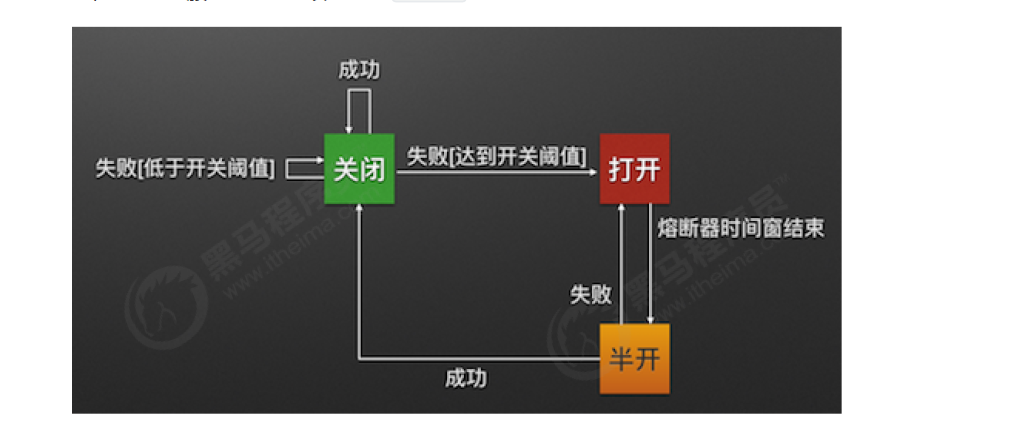 成功
失败[低于开关阈值]
关闭
失败[达到开关阈值]
打开
熔断器时间窗结束
失败
半开
成功
黑马程序员
www.itheima.com
黑马程序员™
www.itheima.com